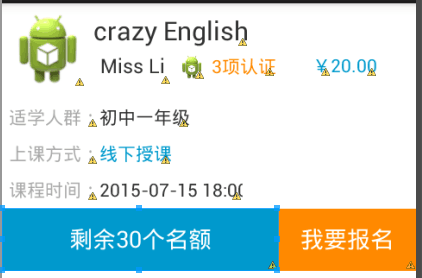 crazy English
Miss Li 3项认证 ￥20.00
适学人群：初中一年级
上课方式：线下授课
课程时间：2015-07-15 18:00
剩余30个名额 我要报名